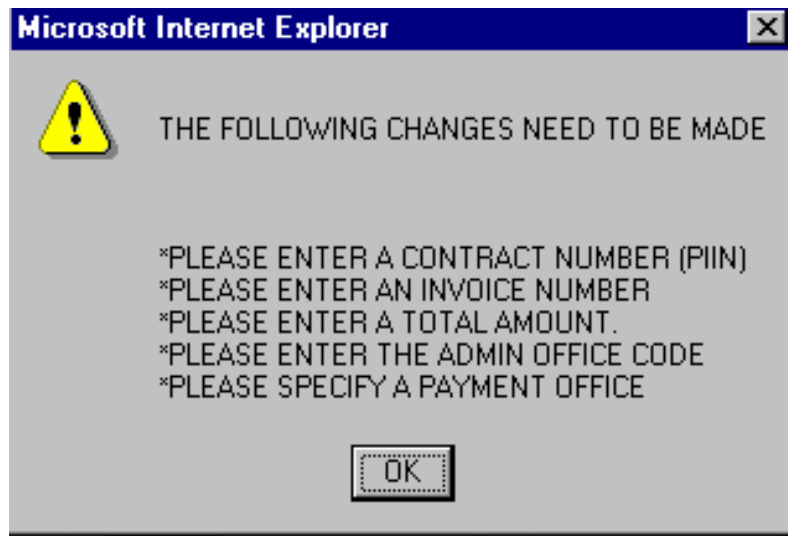 Microsoft Internet Explorer
THE FOLLOWING CHANGES NEED TO BE MADE
*PLEASE ENTER A CONTRACT NUMBER (PIIN)
*PLEASE ENTER AN INVOICE NUMBER
*PLEASE ENTER A TOTAL AMOUNT.
*PLEASE ENTER THE ADMIN OFFICE CODE
*PLEASE SPECIFY A PAYMENT OFFICE
OK